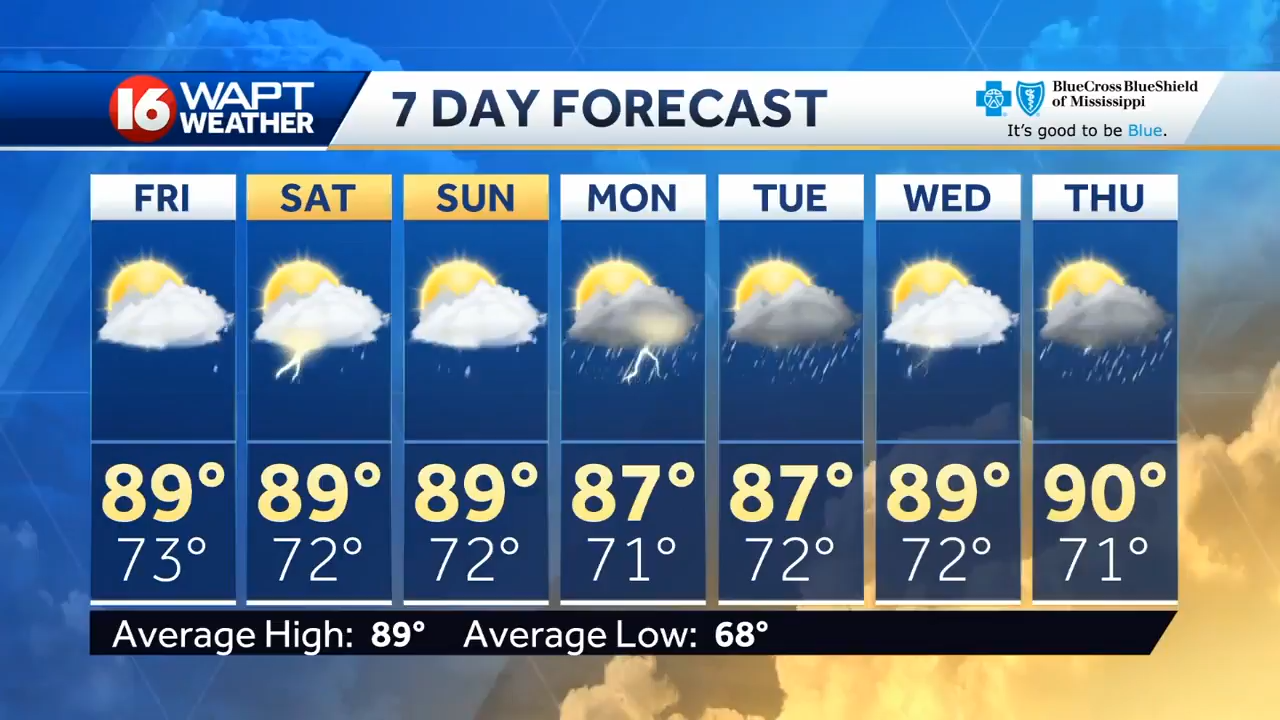 16 WAPT
WEATHER
7 DAY FORECAST
BlueCrossBlueShield
of Mississippi
It's good to be Blue.
FRI SAT SUN MON TUE WED THU
89° 89° 89° 87° 87° 89° 90°
73° 72° 72° 71° 72° 72° 71°
Average High: 89° Average Low: 68°